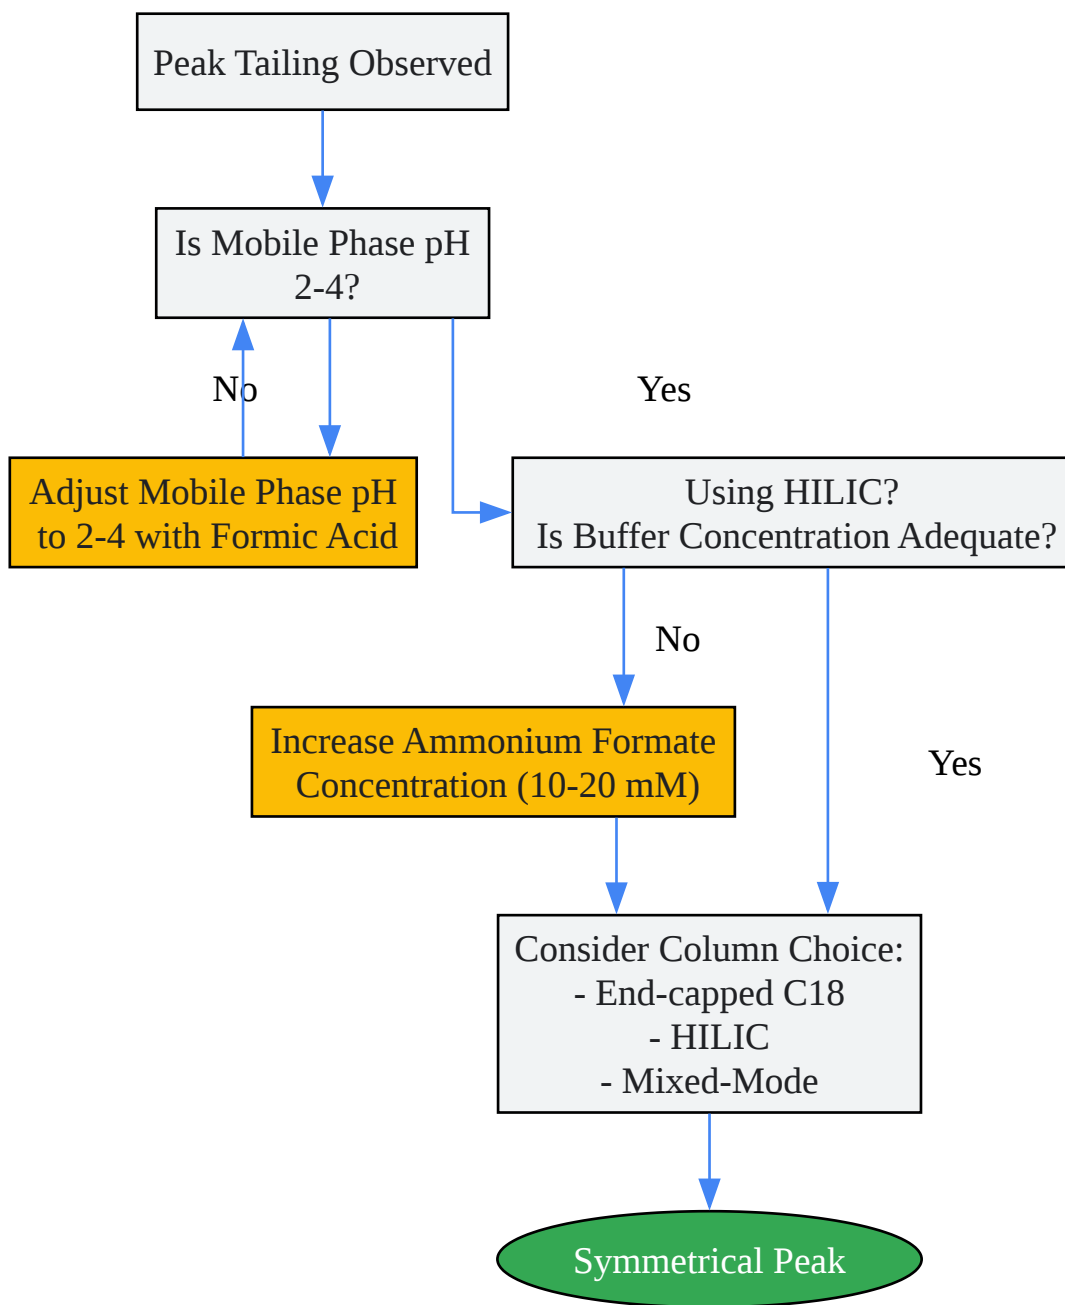 Peak Tailing Observed
Is Mobile Phase pH
2-4?
No
Yes
Adjust Mobile Phase pH
to 2-4 with Formic Acid
Using HILIC?
Is Buffer Concentration Adequate?
No
Increase Ammonium Formate
Concentration (10-20 mM)
Yes
Consider Column Choice:
- End-capped C18
- HILIC
- Mixed-Mode
Symmetrical Peak